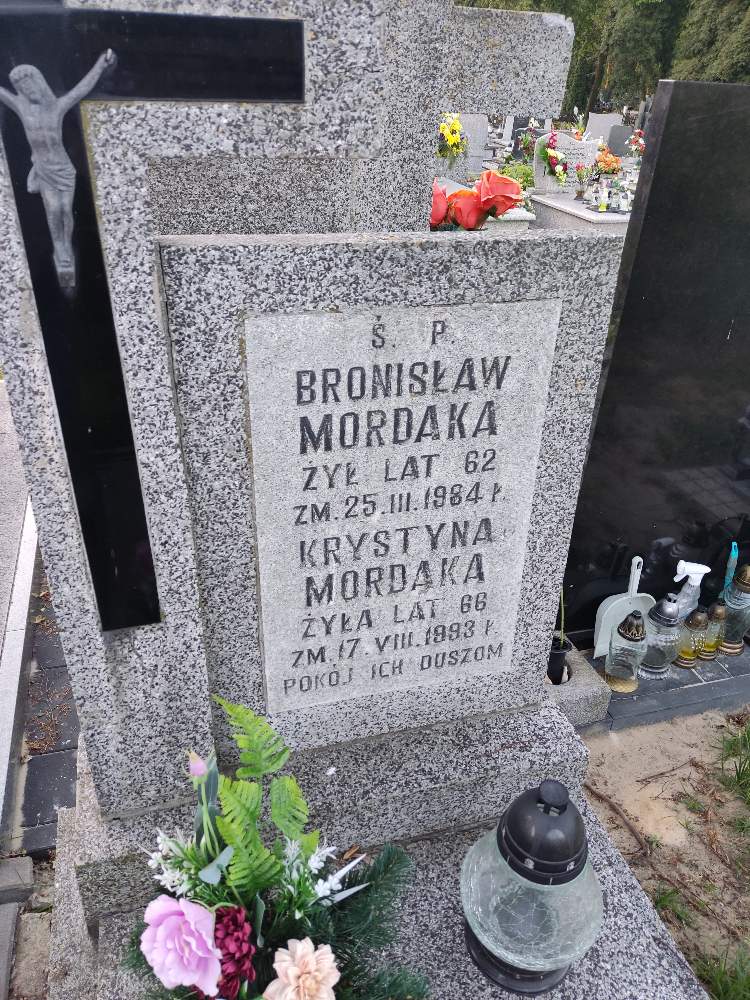 Ś. P.
BRONISŁAW
MORDAKA
ŻYŁ LAT 62
ZM. 25.III.1984 R
KRYSTYNA
MORDAKA
ŻYŁA LAT 66
ZM. 17.VIII.1993 R
POKÓJ ICH DUSZOM